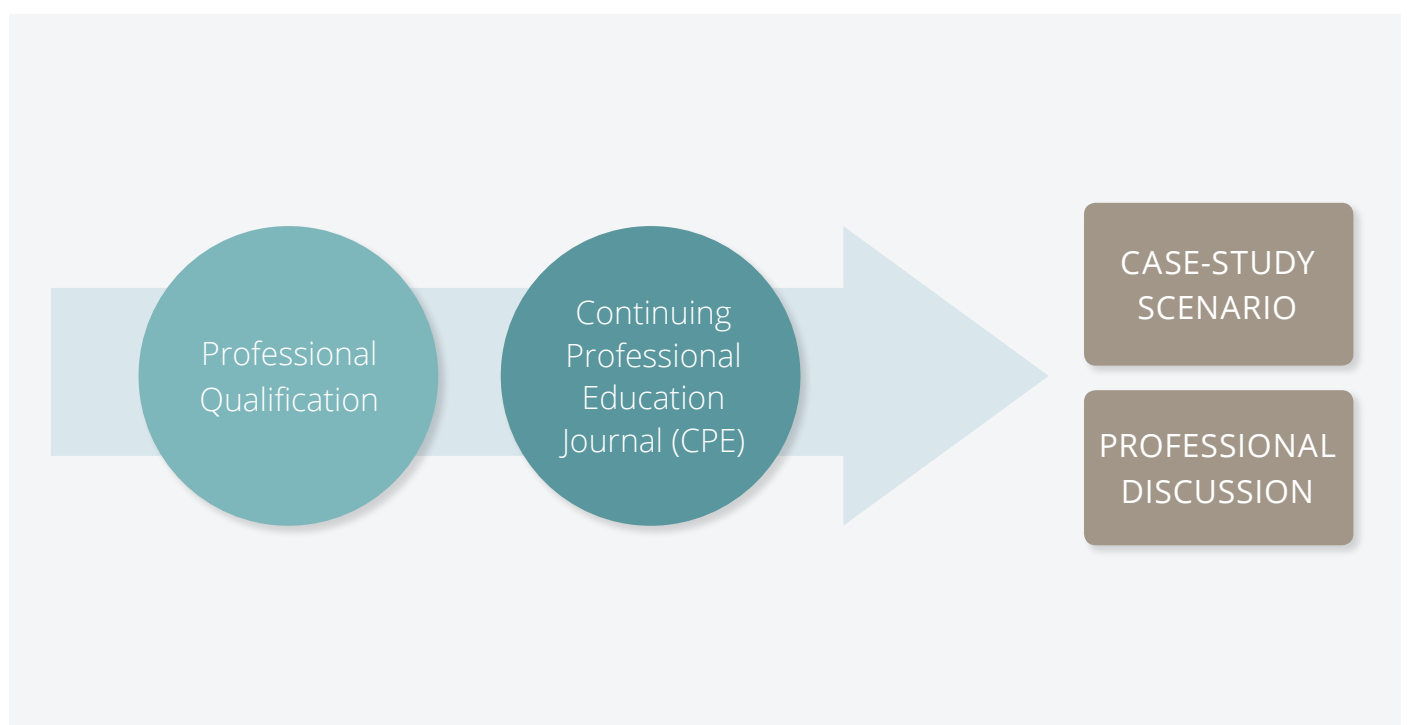 Professional
Qualification
Continuing
Professional
Education
Journal (CPE)
CASE-STUDY
SCENARIO
PROFESSIONAL
DISCUSSION